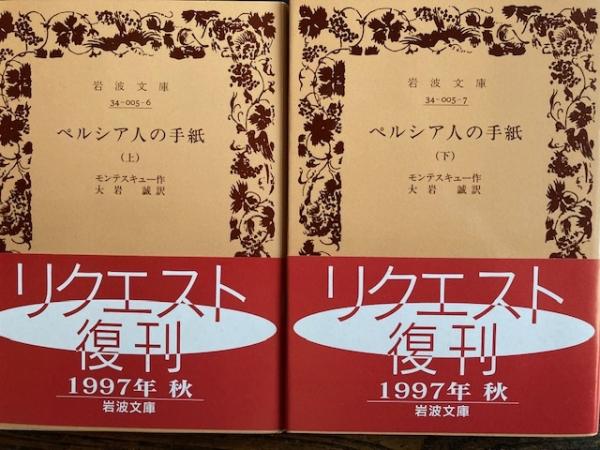 岩波文庫
34-005-6
ペルシア人の手紙
(上)
モンテスキュー作
大岩 誠訳
リクエスト
復刊
1997年 秋
岩波文庫
岩波文庫
34-005-7
ペルシア人の手紙
(下)
モンテスキュー作
大岩 誠訳
リクエスト
復刊
1997年 秋
岩波文庫